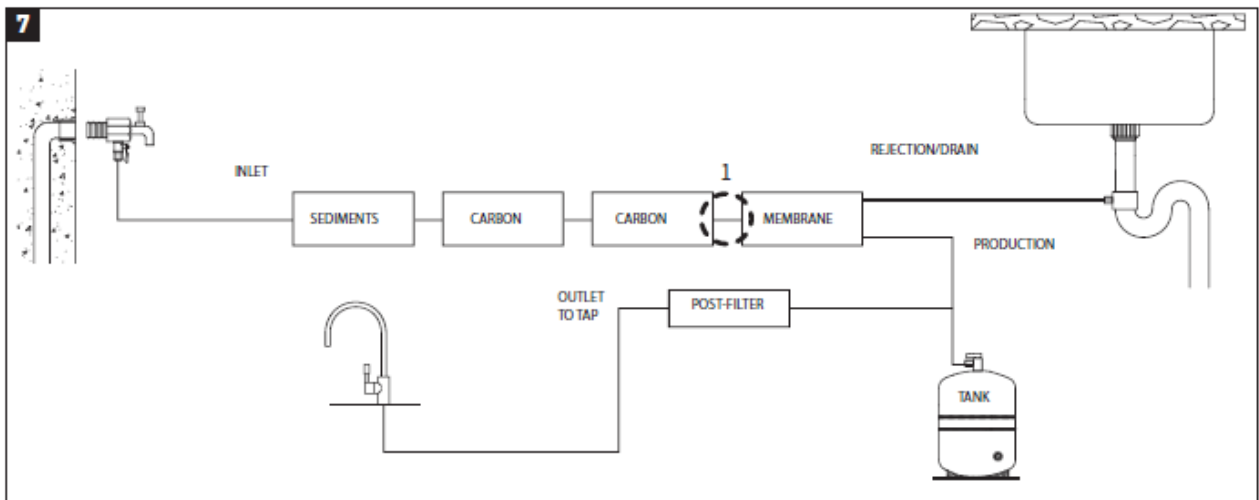 7
REJECTION/DRAIN
1
INLET
SEDIMENTS
CARBON
CARBON
MEMBRANE
PRODUCTION
OUTLET
TO TAP
POST-FILTER
TANK